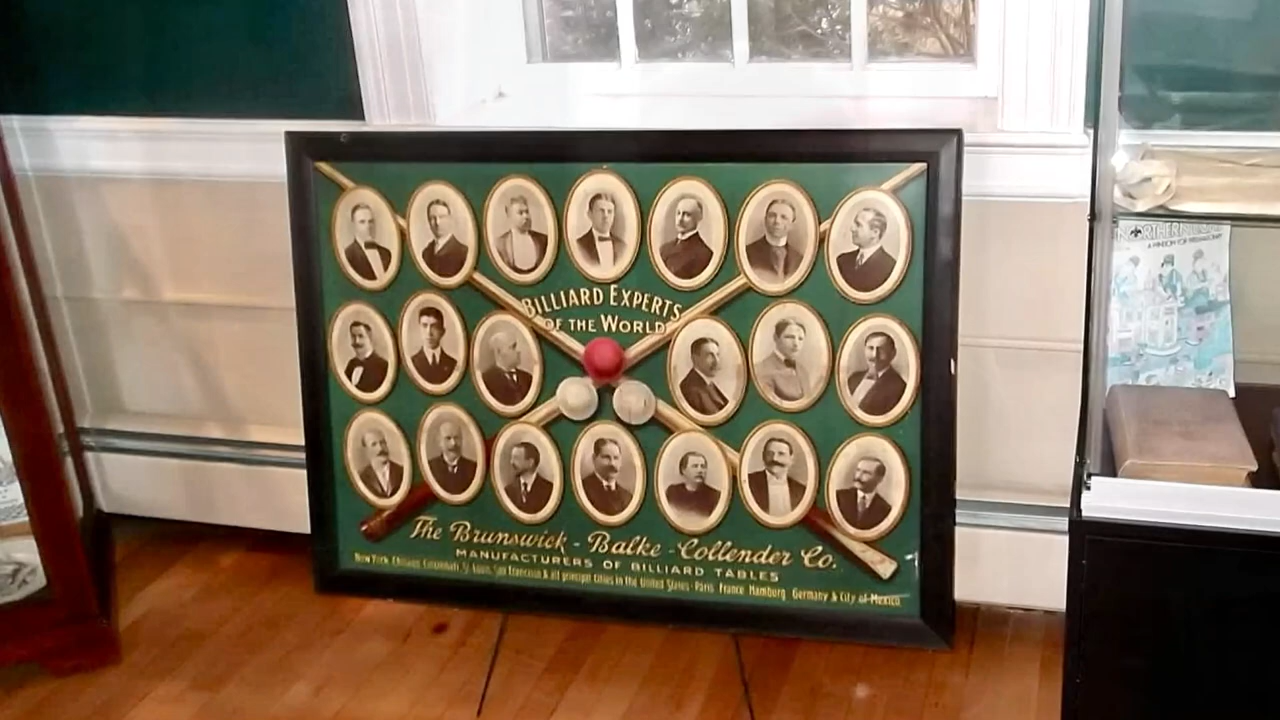 BILLIARD EXPERTS
OF THE WORLD
The Brunswick - Balke - Collender Co.
MANUFACTURERS OF BILLIARD TABLES
New York, Chicago, Cincinnati, St. Louis, San Francisco & all principal cities in the United States - Paris, France Hamburg, Germany & City of Mexico